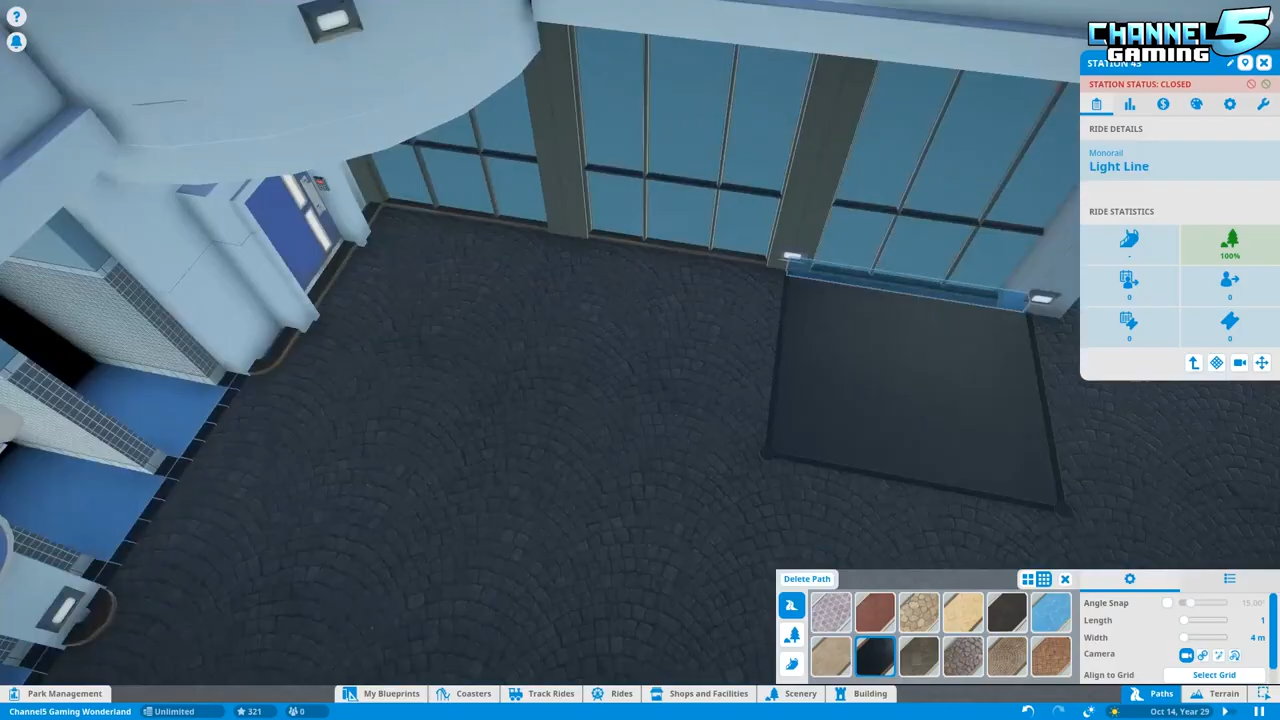 ?
CHANNEL 5
GAMING
STATION 43
STATION STATUS: CLOSED
RIDE DETAILS
Monorail
Light Line
RIDE STATISTICS
-
100%
0
0
0
0
Delete Path
Angle Snap
15.00°
Length
1
Width
4 m
Camera
Align to Grid
Select Grid
Park Management
My Blueprints
Coasters
Track Rides
Rides
Shops and Facilities
Scenery
Building
Paths
Terrain
Channel5 Gaming Wonderland
Unlimited
321
0
Oct 14, Year 29